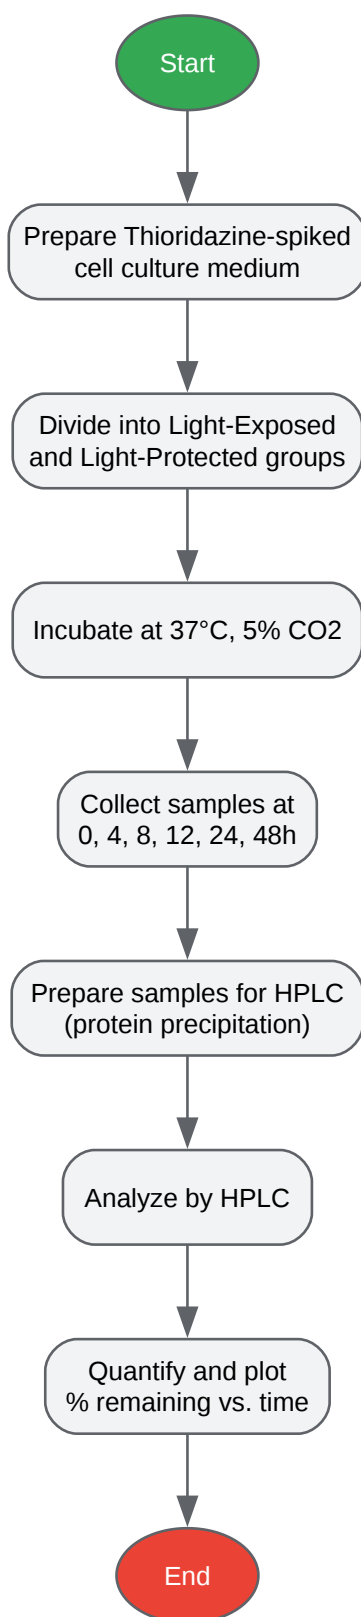 Start
Prepare Thioridazine-spiked
cell culture medium
Divide into Light-Exposed
and Light-Protected groups
Incubate at 37°C, 5% CO2
Collect samples at
0, 4, 8, 12, 24, 48h
Prepare samples for HPLC
(protein precipitation)
Analyze by HPLC
Quantify and plot
% remaining vs. time
End